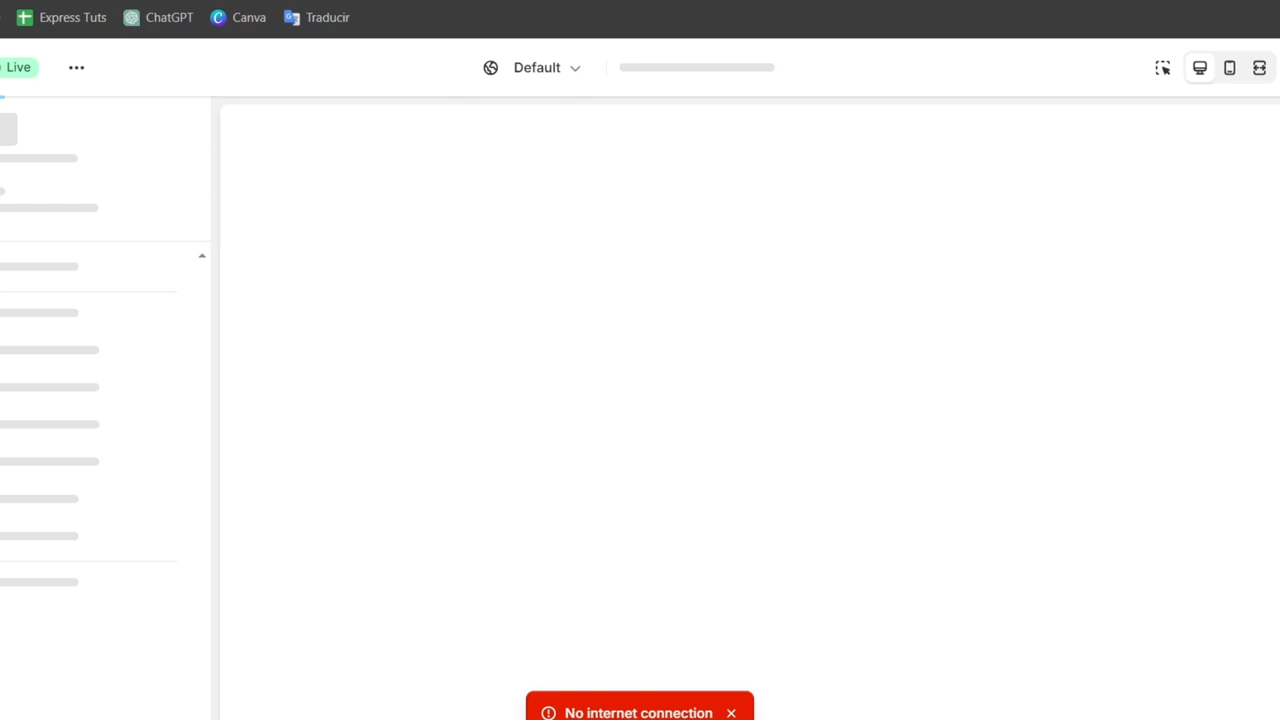 Express Tuts ChatGPT Canva Traducir
Live Default
No internet connection